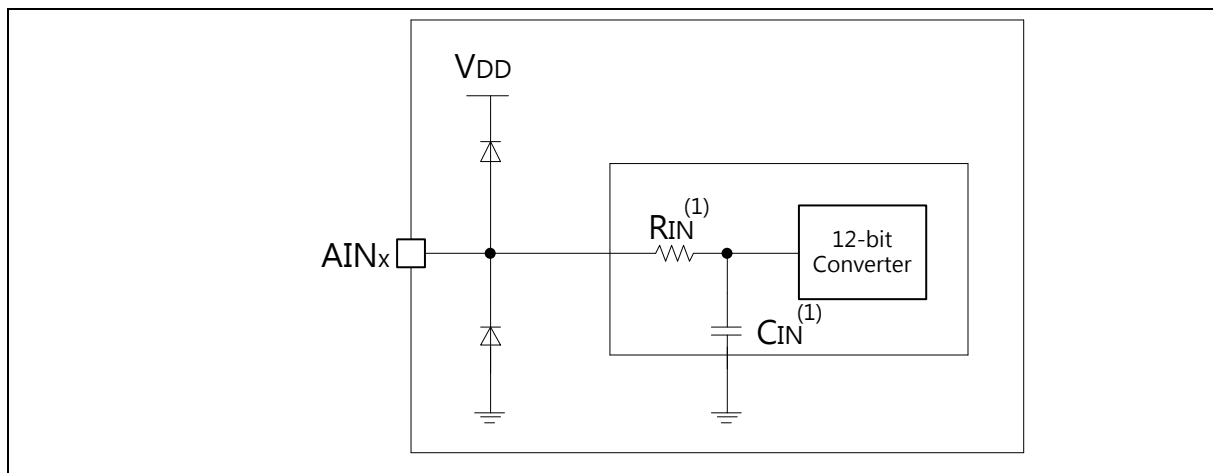 VDD
RIN(1)
AINx
12-bit
Converter
CIN(1)